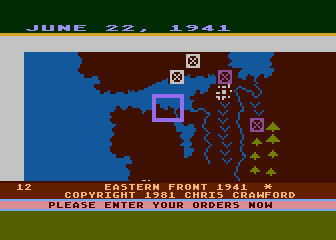 JUNE 22, 1941
12 EASTERN FRONT 1941 *
COPYRIGHT 1981 CHRIS CRAWFORD
PLEASE ENTER YOUR ORDERS NOW